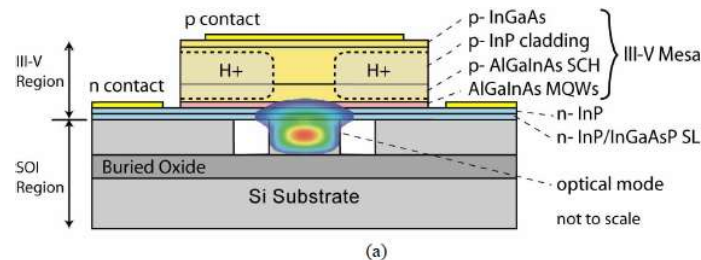 p contact
p- InGaAs
p- InP cladding
p- AlGaInAs SCH
AlGaInAs MQWs
III-V Mesa
III-V
Region
H+
H+
n contact
n- InP
n- InP/InGaAsP SL
SOI
Region
Buried Oxide
optical mode
Si Substrate
not to scale
(a)